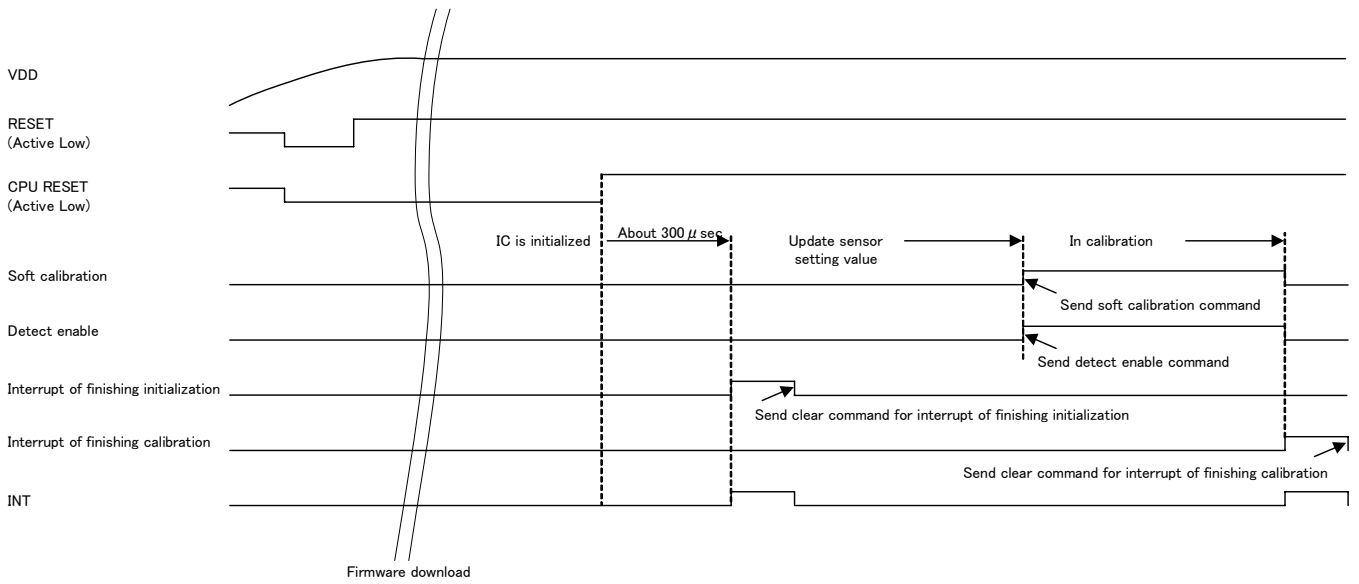 VDD
RESET
(Active Low)
CPU RESET
(Active Low)
IC is initialized
About 300 μ sec
Update sensor
setting value
In calibration
Soft calibration
Send soft calibration command
Detect enable
Send detect enable command
Interrupt of finishing initialization
Send clear command for interrupt of finishing initialization
Interrupt of finishing calibration
Send clear command for interrupt of finishing calibration
INT
Firmware download